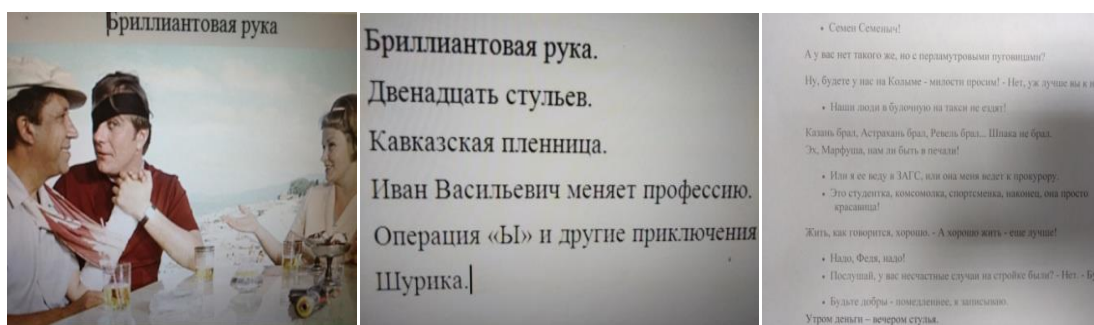 Бриллиантовая рука
Бриллиантовая рука.
Двенадцать стульев.
Кавказская пленница.
Иван Васильевич меняет профессию.
Операция «Ы» и другие приключения
Шурика.
• Семен Семеныч!
А у вас нет такого же, но с перламутровыми пуговицами?
Ну, будете у нас на Колыме - милости просим! - Нет, уж лучше вы к н
• Наши люди в булочную на такси не ездят!
Казань брал, Астрахань брал, Ревель брал... Шпака не брал.
Эх, Марфуша, нам ли быть в печали!
• Или я ее веду в ЗАГС, или она меня ведет к прокурору.
• Это студентка, комсомолка, спортсменка, наконец, она просто
красавица!
Жить, как говорится, хорошо. - А хорошо жить - еще лучше!
• Надо, Федя, надо!
• Послушай, у вас несчастные случаи на стройке были? - Нет. - Бу
• Будьте добры - помедленнее, я записываю.
Утром деньги – вечером стулья.